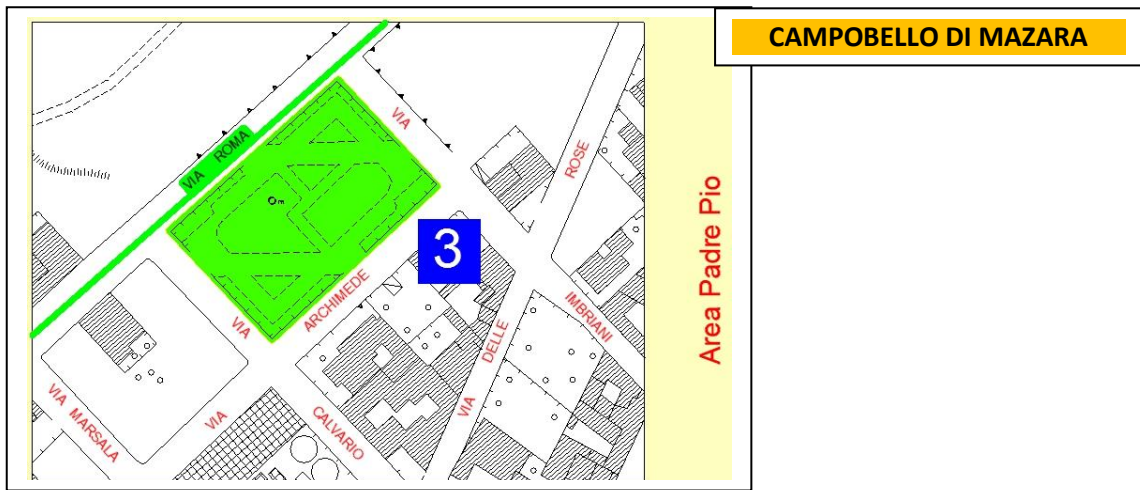 CAMPOBELLO DI MAZARA
VIA ROMA
VIA
ROSE
m
3
Area Padre Pio
ARCHIMEDE
VIA
IMBRIANI
DELLE
VIA MARSALA
VIA
CALVARIO
VIA